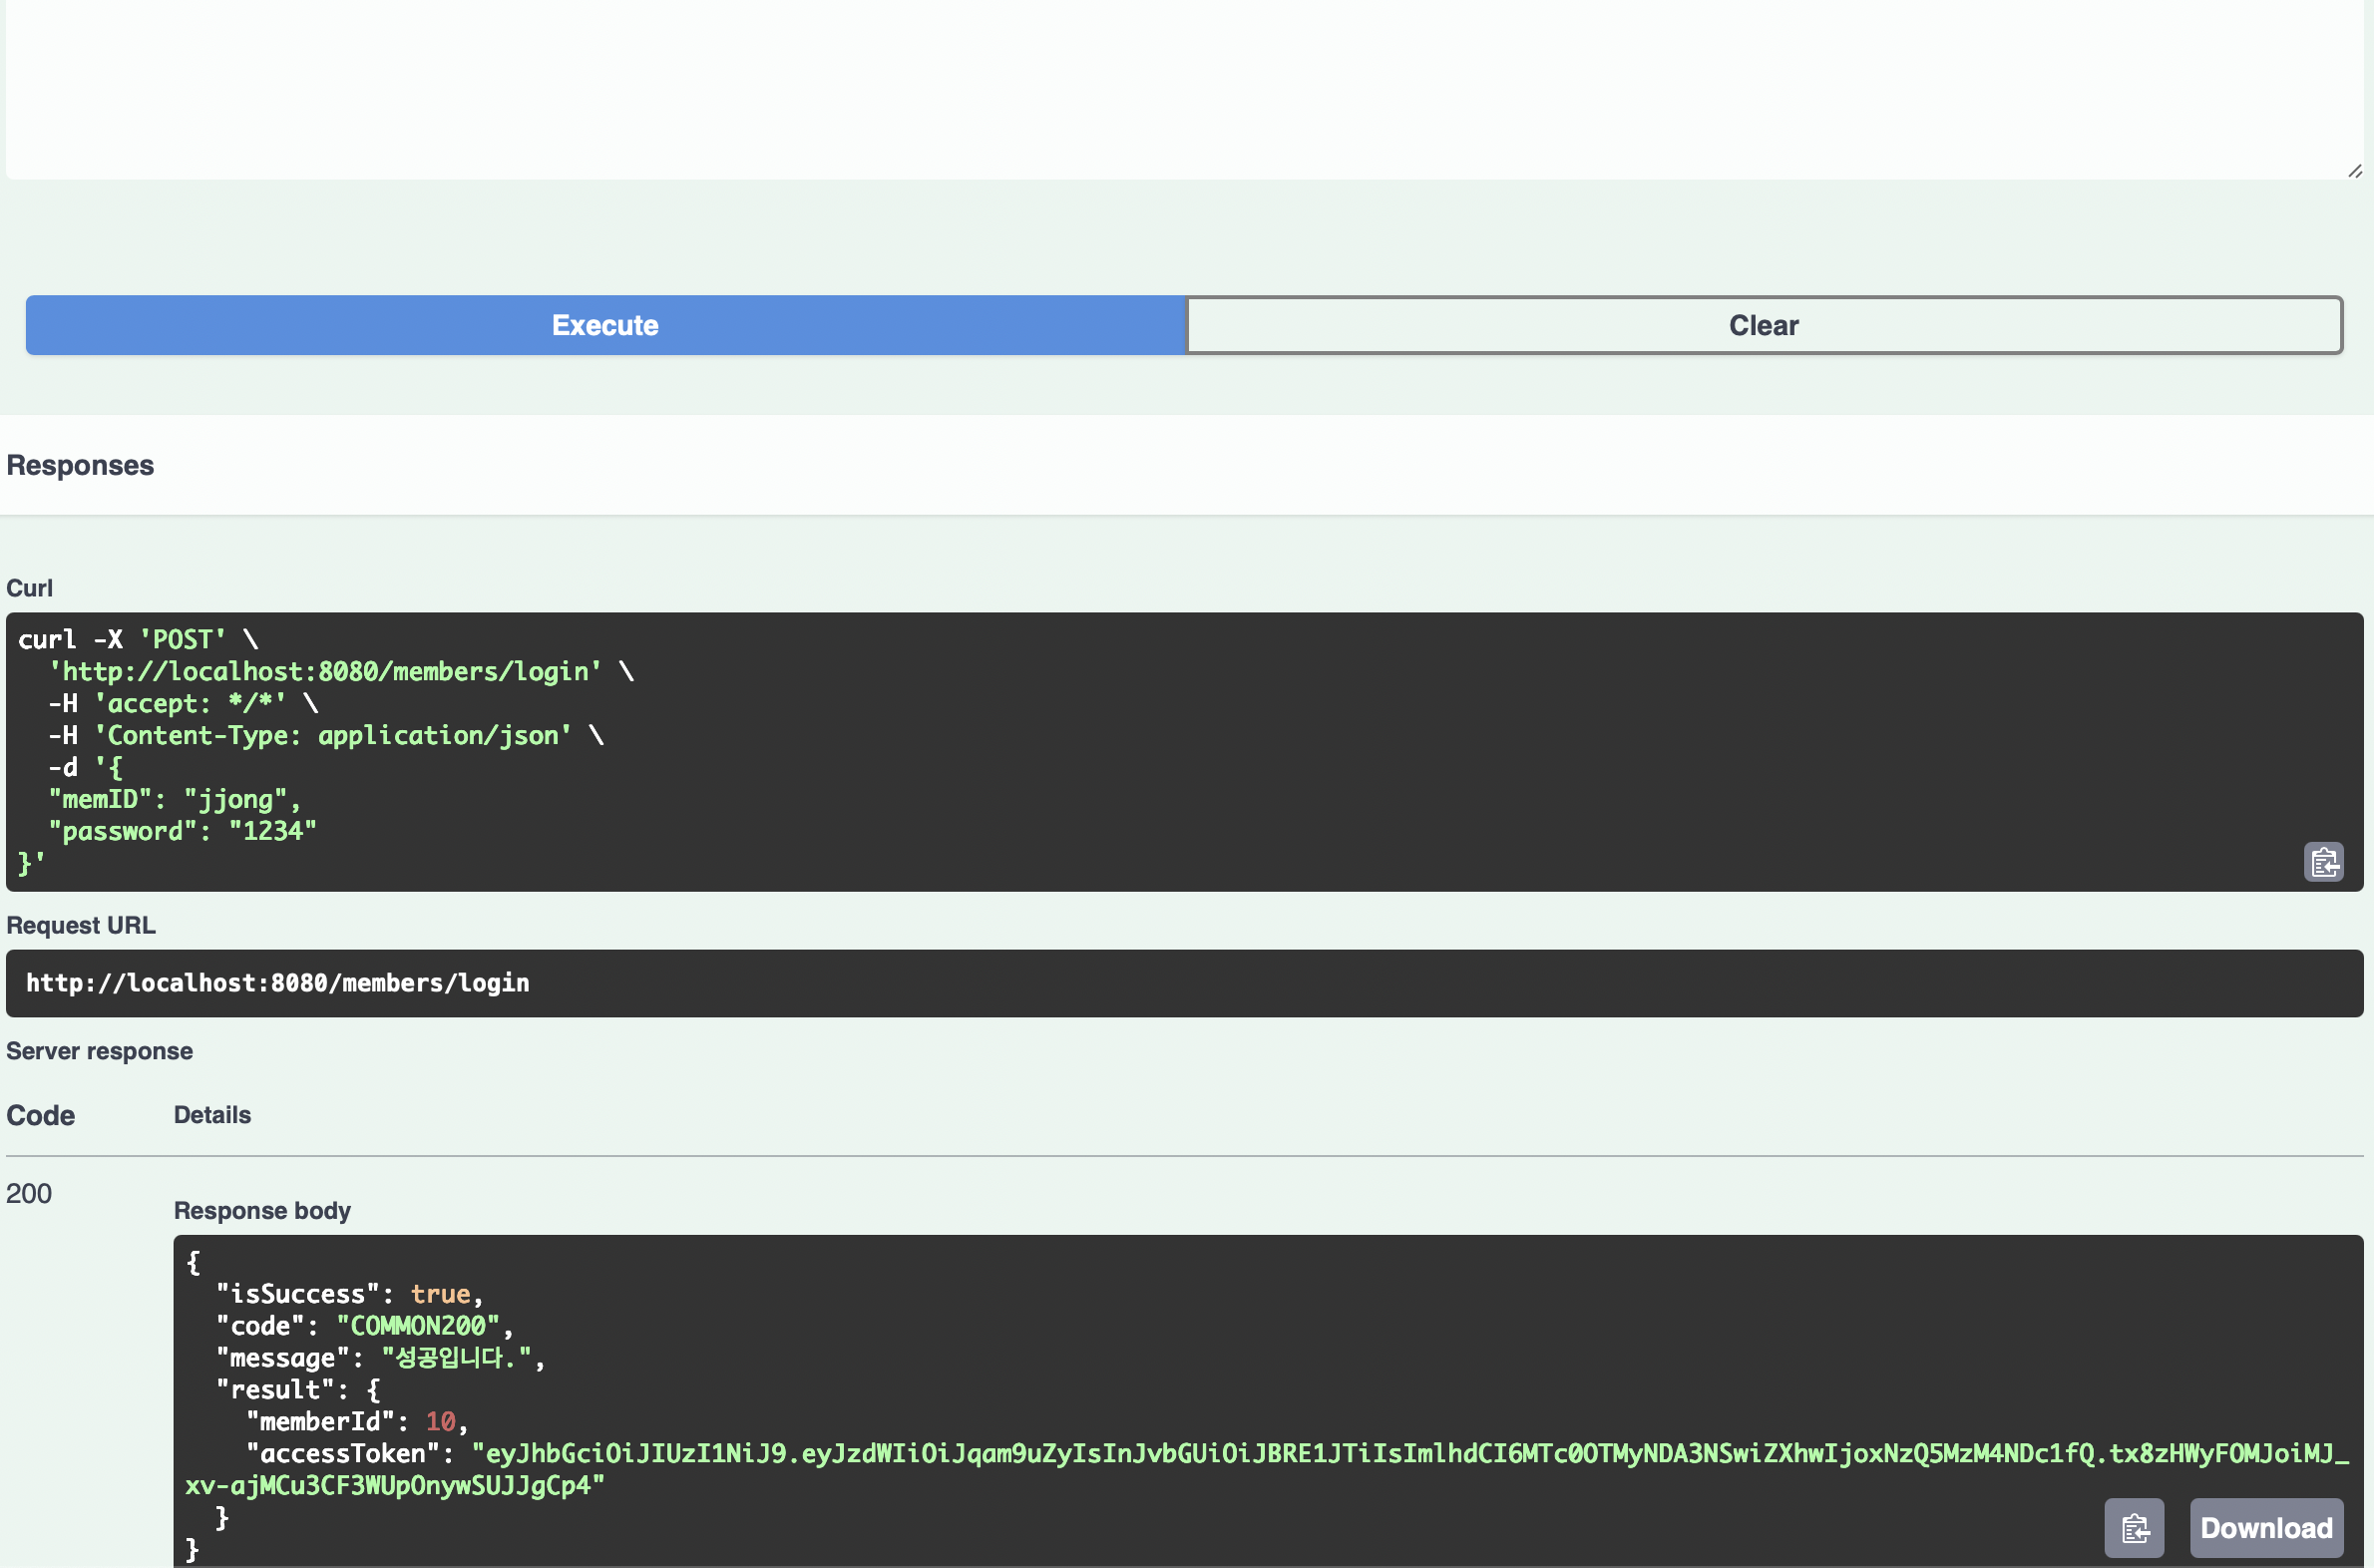 Execute
Clear
Responses
Curl
curl -X 'POST' \
  'http://localhost:8080/members/login' \
  -H 'accept: */*' \
  -H 'Content-Type: application/json' \
  -d '{
  "memID": "jjong",
  "password": "1234"
}'
Request URL
http://localhost:8080/members/login
Server response
Code Details
200
Response body
{
  "isSuccess": true,
  "code": "COMMON200",
  "message": "성공입니다.",
  "result": {
    "memberId": 10,
    "accessToken": "eyJhbGciOiJIUzI1NiJ9.eyJzdWIiOiJqam9uZyIsInJvbGUiOiJBRE1JTiIsImlhdCI6MTc0OTMyNDA3NSwiZXhwIjoxNzQ5MzM4NDc1fQ.tx8zHWyFOMJoiMJ_
xv-ajMCu3CF3WUpOnywSUJJgCp4"
  }
}
Download